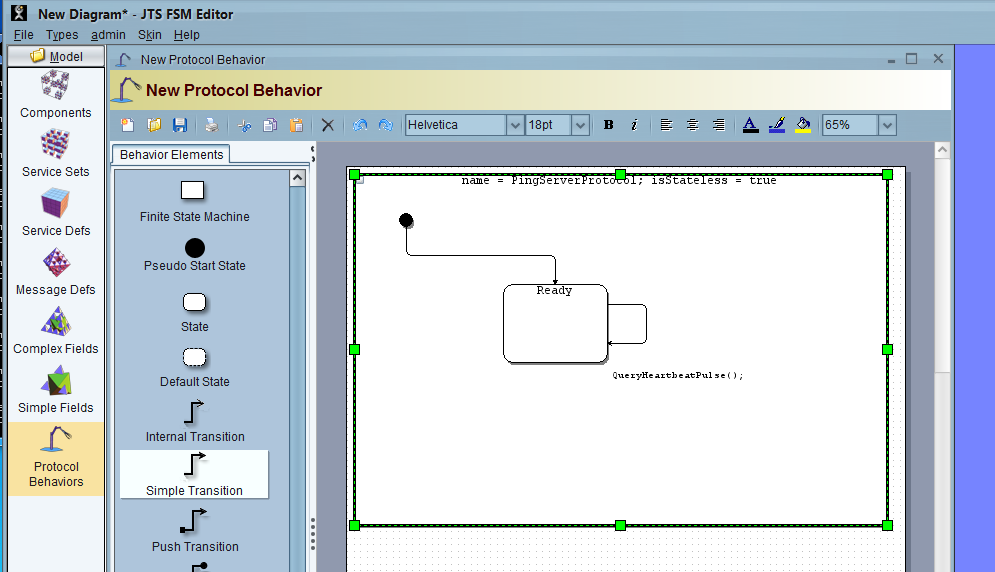 New Diagram* - JTS FSM Editor
File Types admin Skin Help
Model
New Protocol Behavior
New Protocol Behavior
Helvetica
18pt
B i
A
65%
Components
Service Sets
Service Defs
Message Defs
Complex Fields
Simple Fields
Protocol
Behaviors
Behavior Elements
Finite State Machine
Pseudo Start State
State
Default State
Internal Transition
Simple Transition
Push Transition
name = PingServerProtocol; isStateless = true
Ready
QueryHeartbeatPulse();